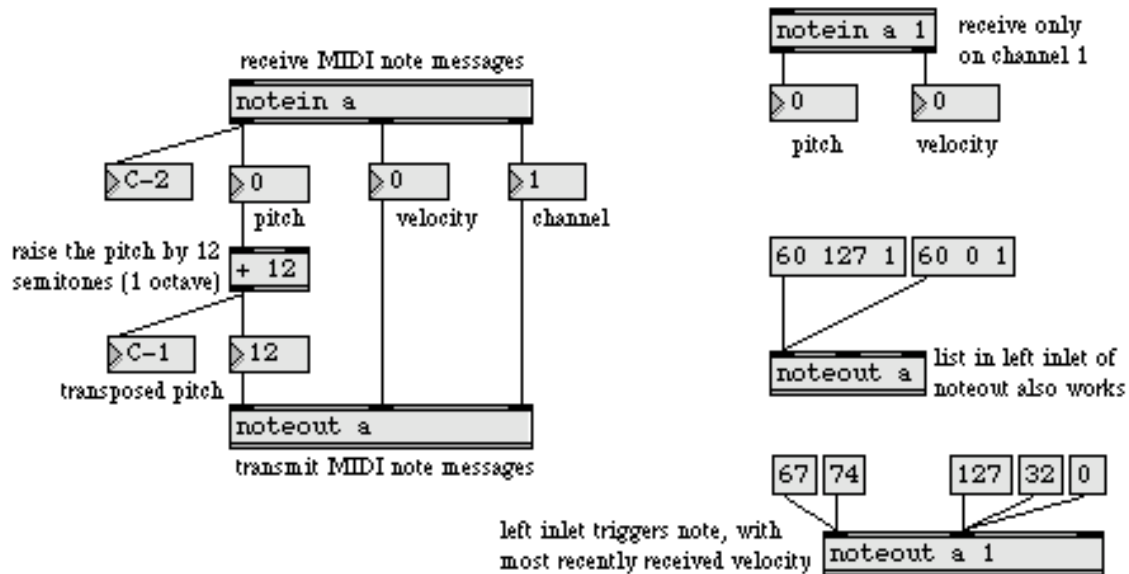 receive MIDI note messages
notein a
C-2
0
0
1
pitch
velocity
channel
raise the pitch by 12
semitones (1 octave)
+ 12
C-1
12
transposed pitch
noteout a
transmit MIDI note messages
notein a 1
receive only
on channel 1
0
0
pitch
velocity
60 127 1
60 0 1
noteout a
list in left inlet of
noteout also works
67
74
127
32
0
left inlet triggers note, with
most recently received velocity
noteout a 1